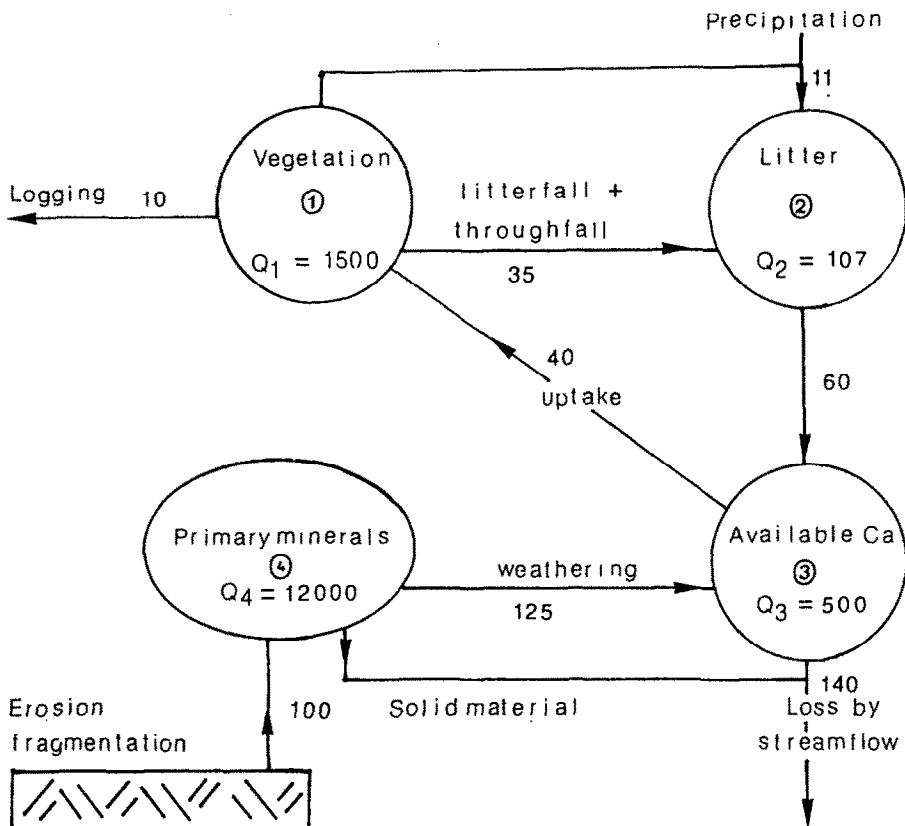 Precipitation
11
Vegetation
①
Q1 = 1500
Logging
10
litterfall +
throughfall
35
Litter
②
Q2 = 107
40
uptake
60
Primary minerals
④
Q4 = 12000
weathering
125
Available Ca
③
Q3 = 500
140
Erosion
fragmentation
100
Solid material
Loss by
streamflow